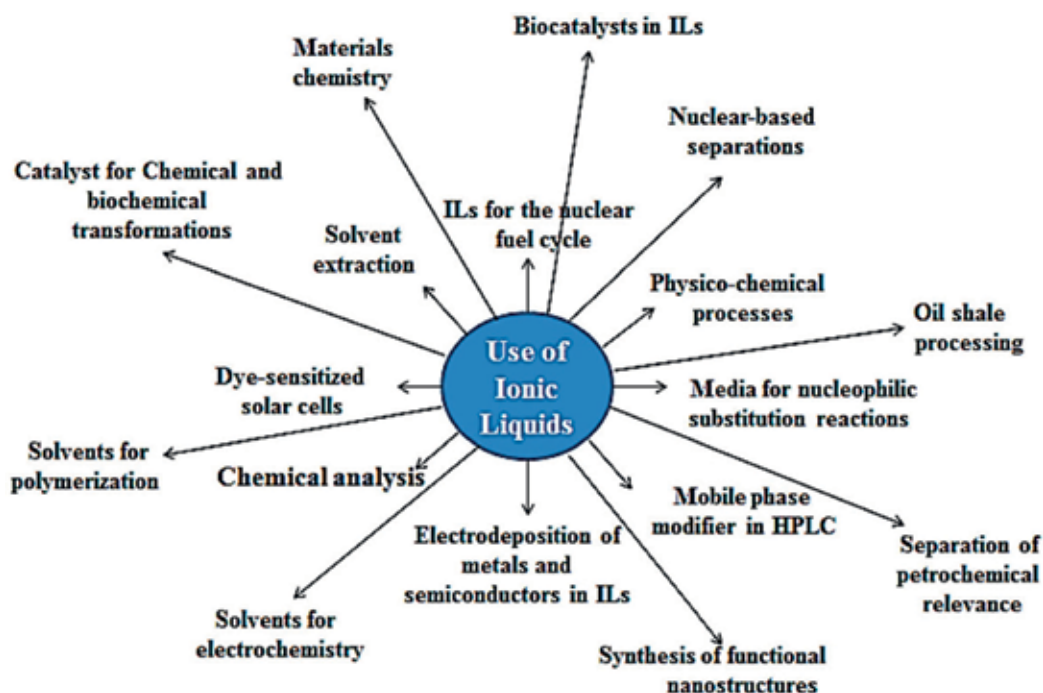 Biocatalysts in ILs
Materials
chemistry
Nuclear-based
separations
Catalyst for Chemical and
biochemical
transformations
ILs for the nuclear
fuel cycle
Solvent
extraction
Physico-chemical
processes
Oil shale
processing
Use of
Ionic
Liquids
Dye-sensitized
solar cells
Media for nucleophilic
substitution reactions
Solvents for
polymerization
Chemical analysis
Mobile phase
modifier in HPLC
Electrodeposition of
metals and
semiconductors in ILs
Separation of
petrochemical
relevance
Solvents for
electrochemistry
Synthesis of functional
nanostructures